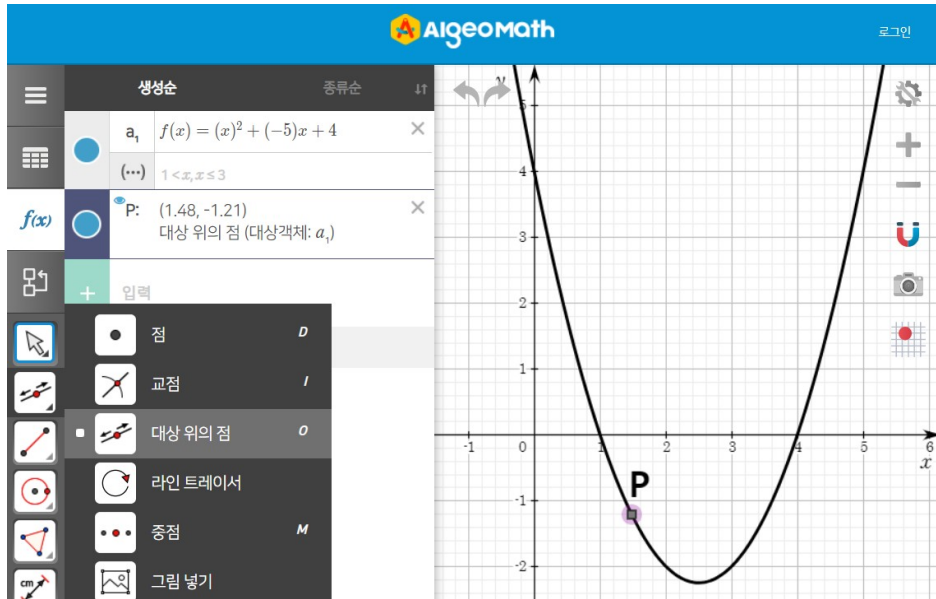 AlgeoMath
로그인
생성순 종류순
a₁ f(x) = (x)² + (−5)x + 4
(···) 1<x,x≤3
f(x)
P: (1.48, -1.21)
대상 위의 점 (대상객체: a₁)
+ 입력
점 D
교점 I
대상 위의 점 O
라인 트레이서
중점 M
그림 넣기
cm
y
5
4
3
2
1
-1 0 1 2 3 4 5 6
x
P
-1
-2